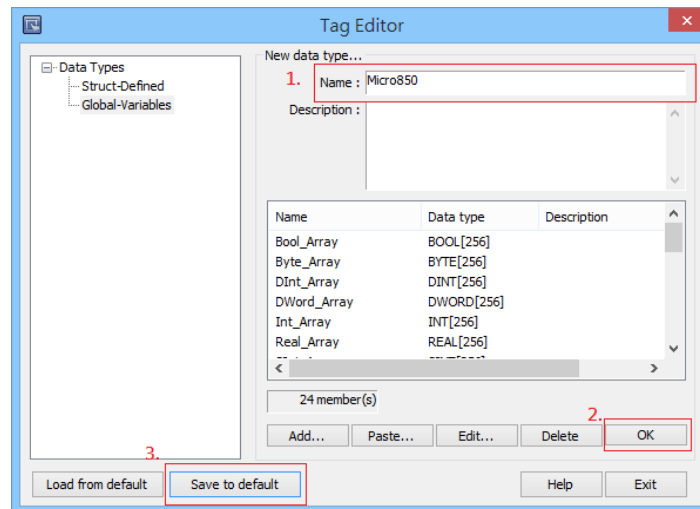 Tag Editor
Data Types
Struct-Defined
Global-Variables
New data type...
1.
Name : Micro850
Description :
Name Data type Description
Bool_Array BOOL[256]
Byte_Array BYTE[256]
DInt_Array DINT[256]
DWord_Array DWORD[256]
Int_Array INT[256]
Real_Array REAL[256]
24 member(s)
2.
Add... Paste... Edit... Delete OK
3.
Load from default Save to default Help Exit